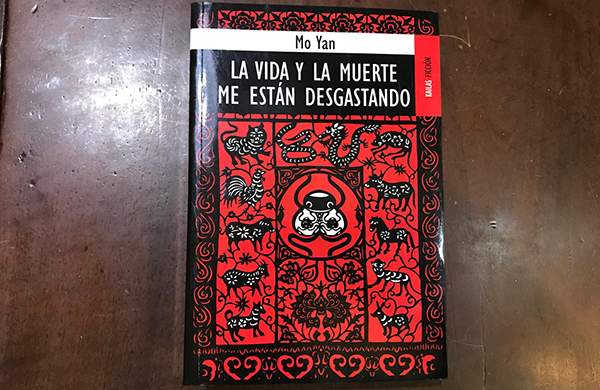 Mo Yan
LA VIDA Y LA MUERTE
ME ESTÁN DESGASTANDO
KAILAS FICCIÓN